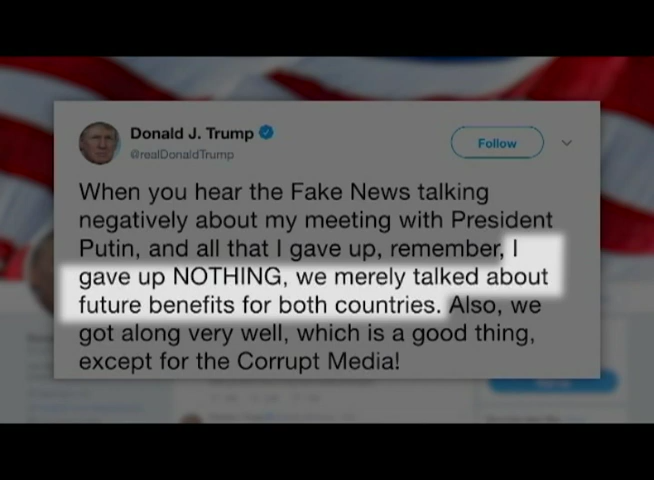 Donald J. Trump
@realDonaldTrump
Follow
When you hear the Fake News talking
negatively about my meeting with President
Putin, and all that I gave up, remember, I
gave up NOTHING, we merely talked about
future benefits for both countries. Also, we
got along very well, which is a good thing,
except for the Corrupt Media!